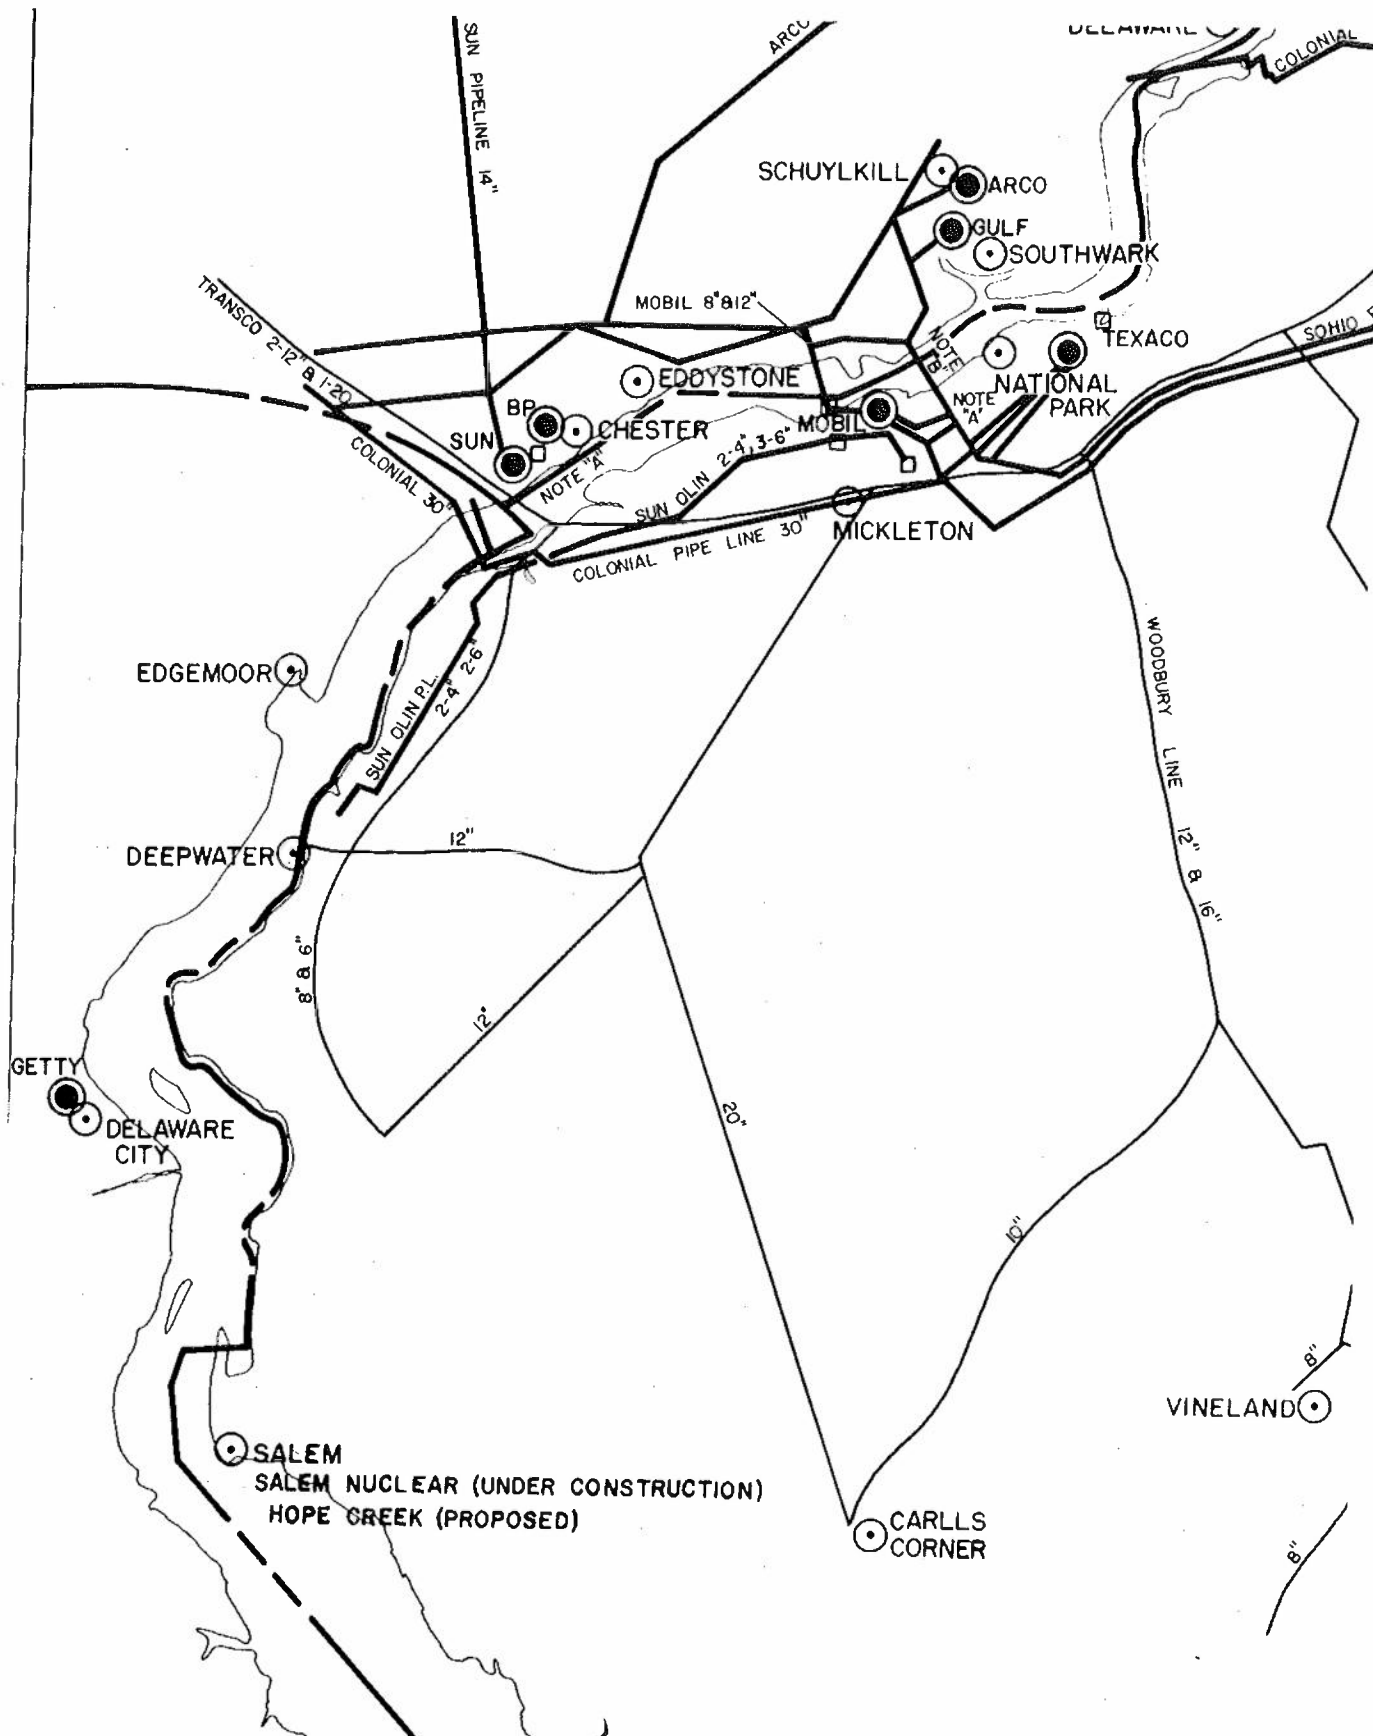 SUN PIPELINE 14"
ARCO
COLONIAL
SCHUYLKILL
ARCO
GULF
SOUTHWARK
TRANSCO 2-12" & 1-20
MOBIL 8"&12"
NOTE
"B"
TEXACO
SOHIO
EDDYSTONE
NATIONAL
PARK
NOTE
"A"
BP
CHESTER
MOBIL
SUN
COLONIAL 30"
NOTE "A"
SUN OLIN 2-4", 3-6"
MICKLETON
COLONIAL PIPE LINE 30"
EDGEMOOR
SUN OLIN P.L.
2-4" 2-6"
WOODBURY LINE 12" & 16"
DEEPWATER
12"
8" & 6"
12"
GETTY
DELAWARE
CITY
20"
10"
8"
VINELAND
SALEM
SALEM NUCLEAR (UNDER CONSTRUCTION)
HOPE CREEK (PROPOSED)
CARLLS
CORNER
8"